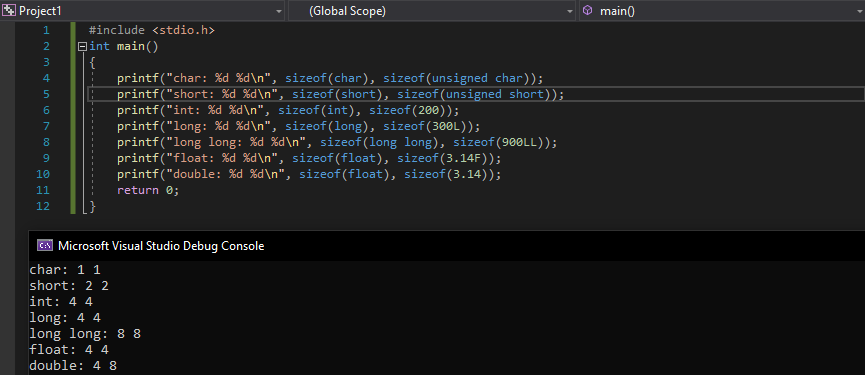 Project1 (Global Scope) main()
1 #include <stdio.h>
2 int main()
3 {
4 printf("char: %d %d\n", sizeof(char), sizeof(unsigned char));
5 printf("short: %d %d\n", sizeof(short), sizeof(unsigned short));
6 printf("int: %d %d\n", sizeof(int), sizeof(200));
7 printf("long: %d %d\n", sizeof(long), sizeof(300L));
8 printf("long long: %d %d\n", sizeof(long long), sizeof(900LL));
9 printf("float: %d %d\n", sizeof(float), sizeof(3.14F));
10 printf("double: %d %d\n", sizeof(float), sizeof(3.14));
11 return 0;
12 }
C:\ Microsoft Visual Studio Debug Console
char: 1 1
short: 2 2
int: 4 4
long: 4 4
long long: 8 8
float: 4 4
double: 4 8